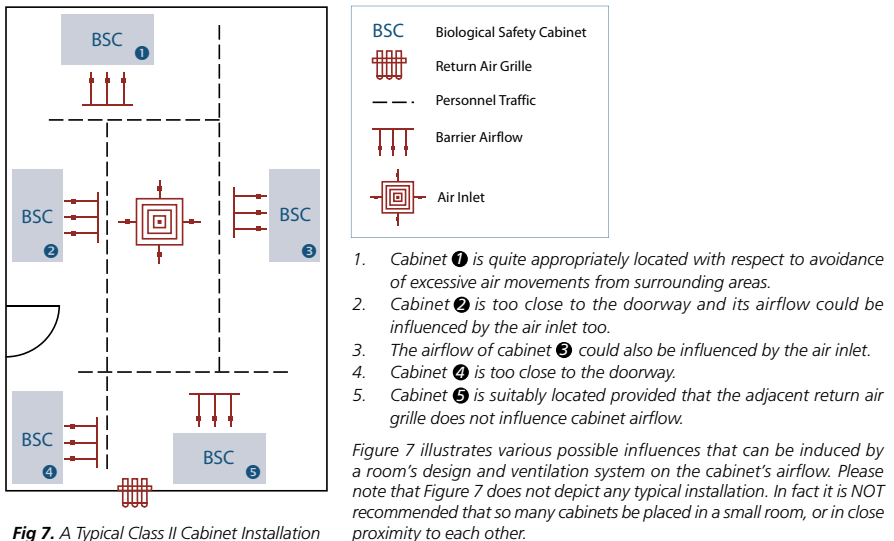 BSC
1
BSC
2
BSC
3
BSC
4
BSC
5
Fig 7. A Typical Class II Cabinet Installation
BSC Biological Safety Cabinet
Return Air Grille
Personnel Traffic
Barrier Airflow
Air Inlet
1. Cabinet ❶ is quite appropriately located with respect to avoidance
of excessive air movements from surrounding areas.
2. Cabinet ❷ is too close to the doorway and its airflow could be
influenced by the air inlet too.
3. The airflow of cabinet ❸ could also be influenced by the air inlet.
4. Cabinet ❹ is too close to the doorway.
5. Cabinet ❺ is suitably located provided that the adjacent return air
grille does not influence cabinet airflow.
Figure 7 illustrates various possible influences that can be induced by
a room's design and ventilation system on the cabinet's airflow. Please
note that Figure 7 does not depict any typical installation. In fact it is NOT
recommended that so many cabinets be placed in a small room, or in close
proximity to each other.